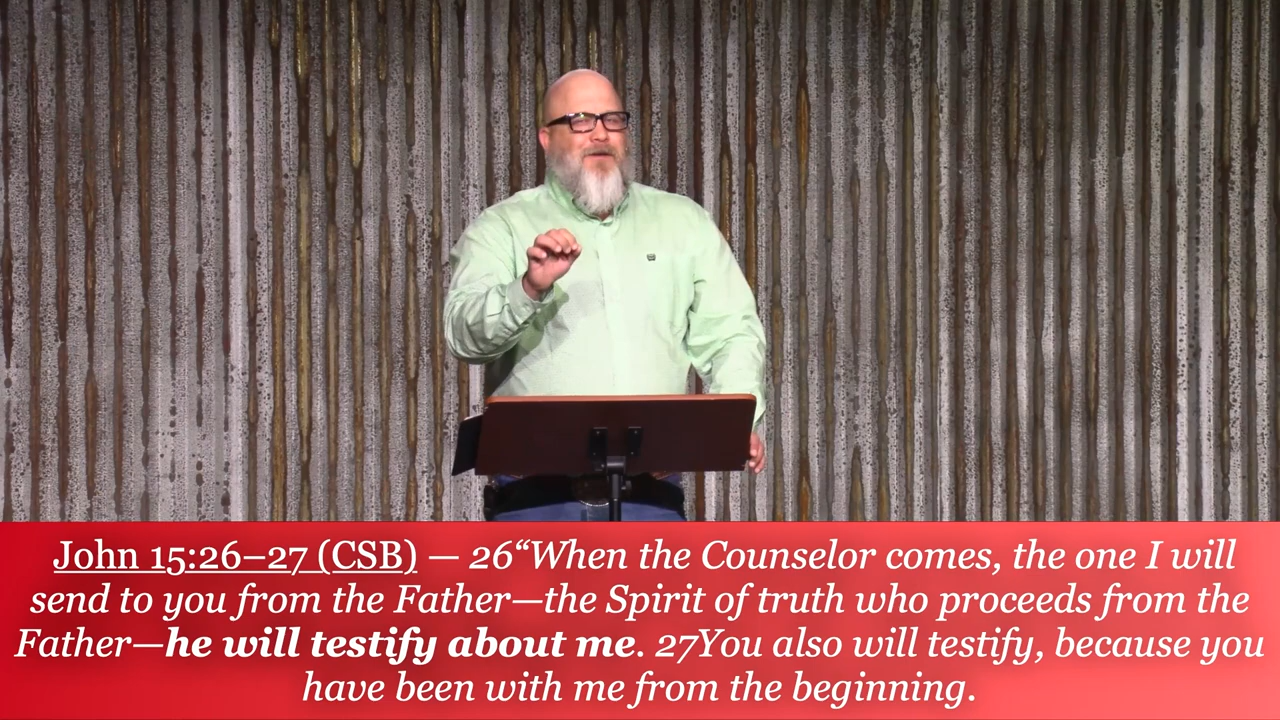 John 15:26–27 (CSB) — 26“When the Counselor comes, the one I will
send to you from the Father—the Spirit of truth who proceeds from the
Father—he will testify about me. 27You also will testify, because you
have been with me from the beginning.